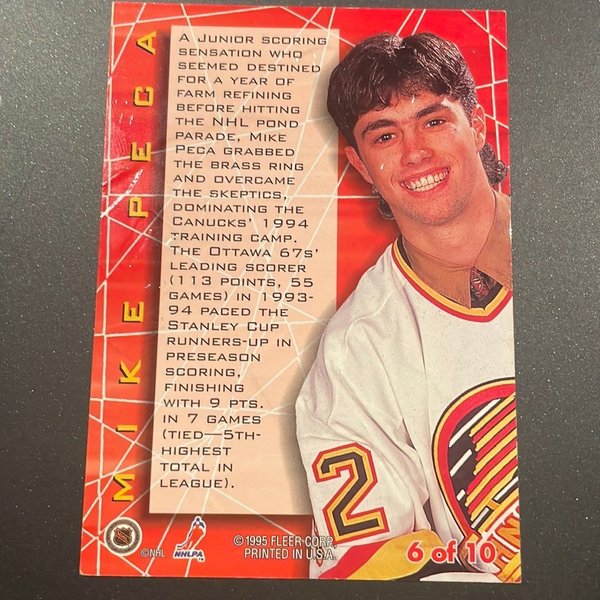 MIKE PECA
A JUNIOR SCORING
SENSATION WHO
SEEMED DESTINED
FOR A YEAR OF
FARM REFINING
BEFORE HITTING
THE NHL POND
PARADE, MIKE
PECA GRABBED
THE BRASS RING
AND OVERCAME
THE SKEPTICS,
DOMINATING THE
CANUCKS' 1994
TRAINING CAMP.
THE OTTAWA 67S'
LEADING SCORER
(113 POINTS, 55
GAMES) IN 1993-
94 PACED THE
STANLEY CUP
RUNNERS-UP IN
PRESEASON
SCORING,
FINISHING
WITH 9 PTS.
IN 7 GAMES
(TIED 5TH-
HIGHEST
TOTAL IN
LEAGUE).
2
NHL
©NHL
NHLPA
©1995 FLEER CORP.
PRINTED IN U.S.A.
6 of 10